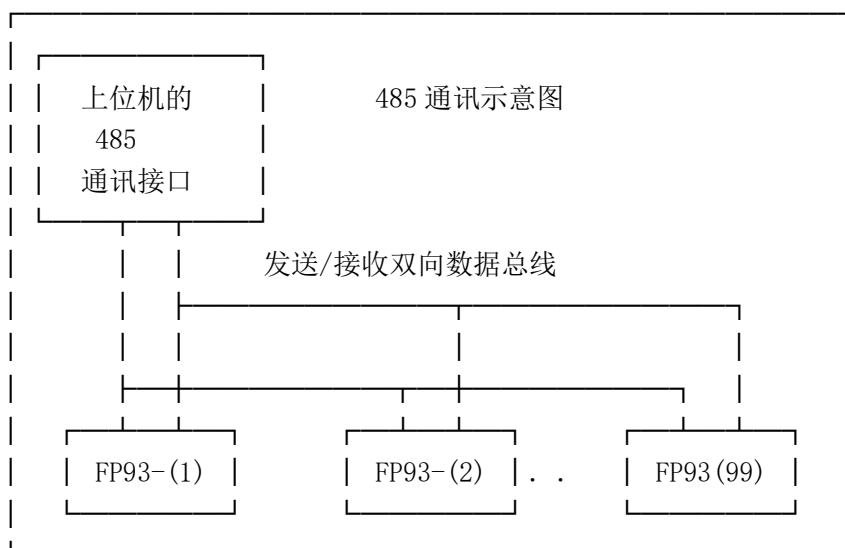 上位机的
485 通讯示意图
485
通讯接口
发送/接收双向数据总线
FP93-(1)
FP93-(2)
. .
FP93(99)